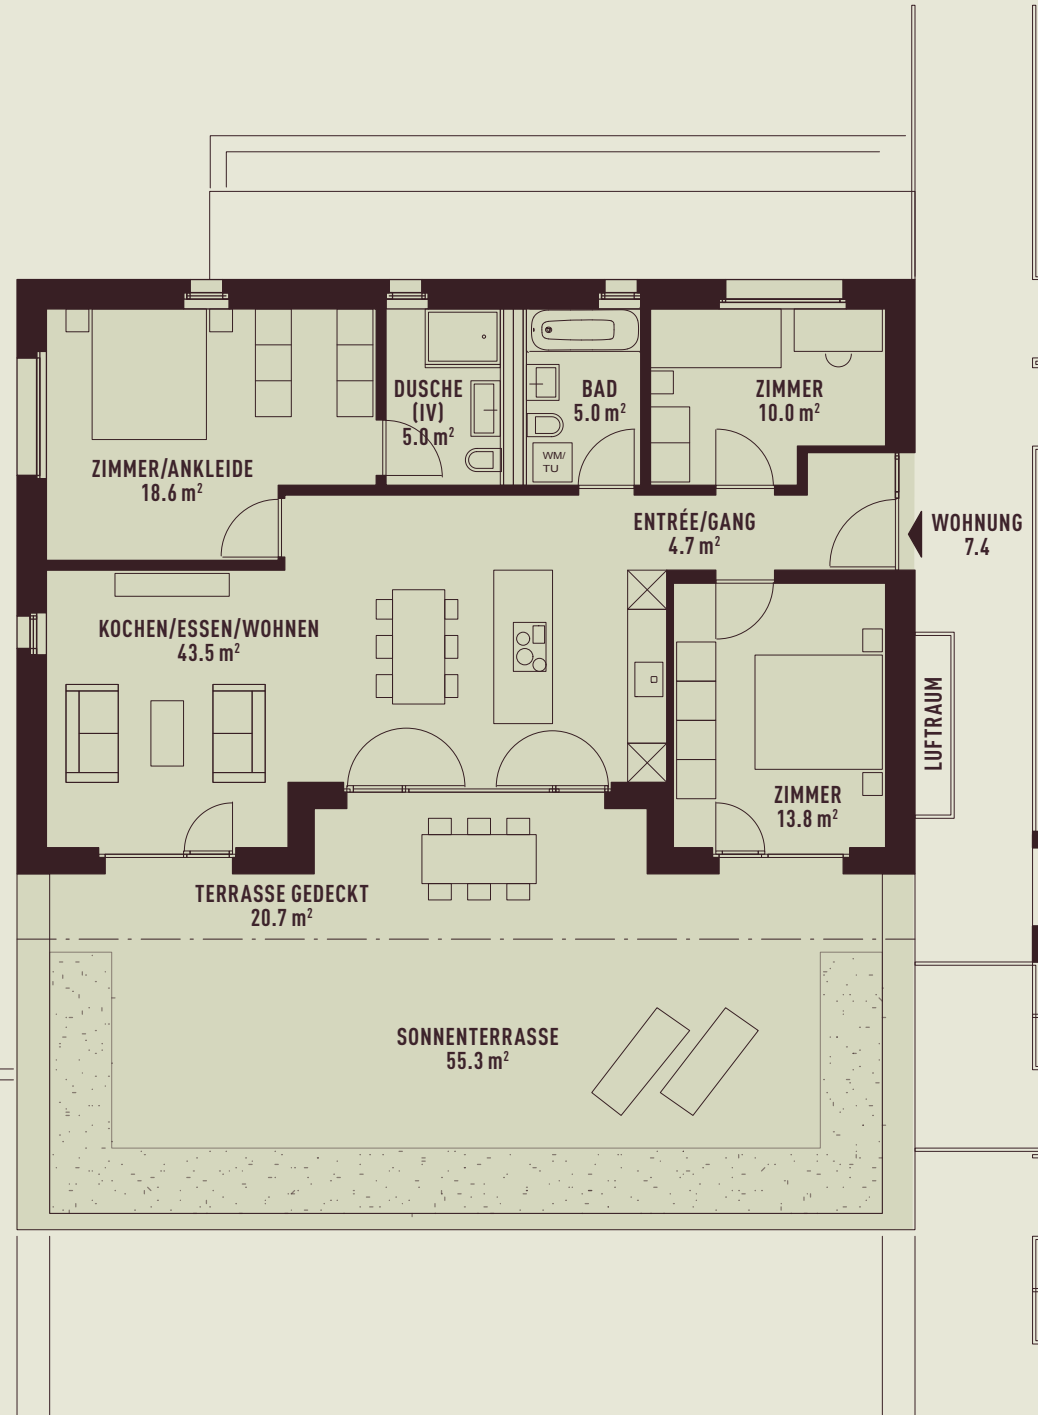 DUSCHE
(IV)
5.0 m²
BAD
5.0 m²
ZIMMER
10.0 m²
WM/
TU
ZIMMER/ANKLEIDE
18.6 m²
ENTRÉE/GANG
4.7 m²
WOHNUNG
7.4
KOCHEN/ESSEN/WOHNEN
43.5 m²
LUFTRAUM
ZIMMER
13.8 m²
TERRASSE GEDECKT
20.7 m²
SONNENTERRASSE
55.3 m²